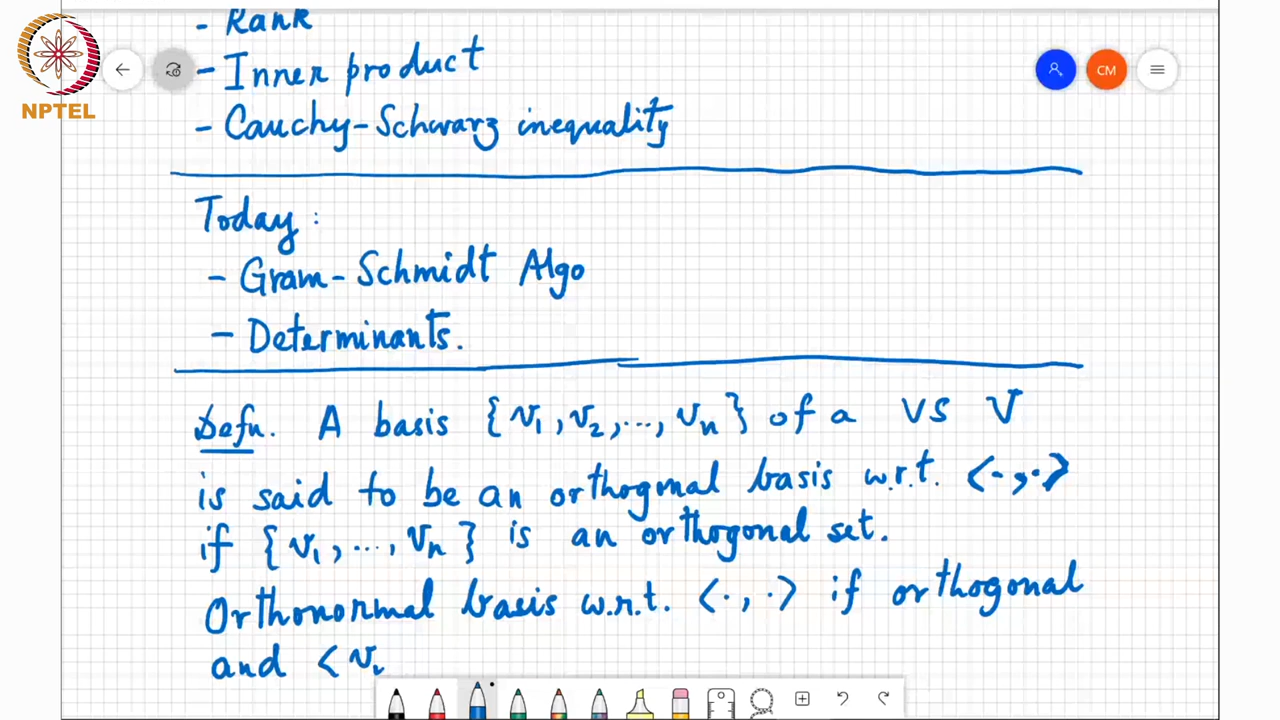 - Rank
- Inner product
- Cauchy-Schwarz inequality
NPTEL
CM
Today :
- Gram-Schmidt Algo
- Determinants.
Defn. A basis {v₁, v₂, ..., vₙ} of a VS V
is said to be an orthogonal basis w.r.t. <·,·>
if {v₁, ..., vₙ} is an orthogonal set.
Orthonormal basis w.r.t. <·,·> if orthogonal
and <v